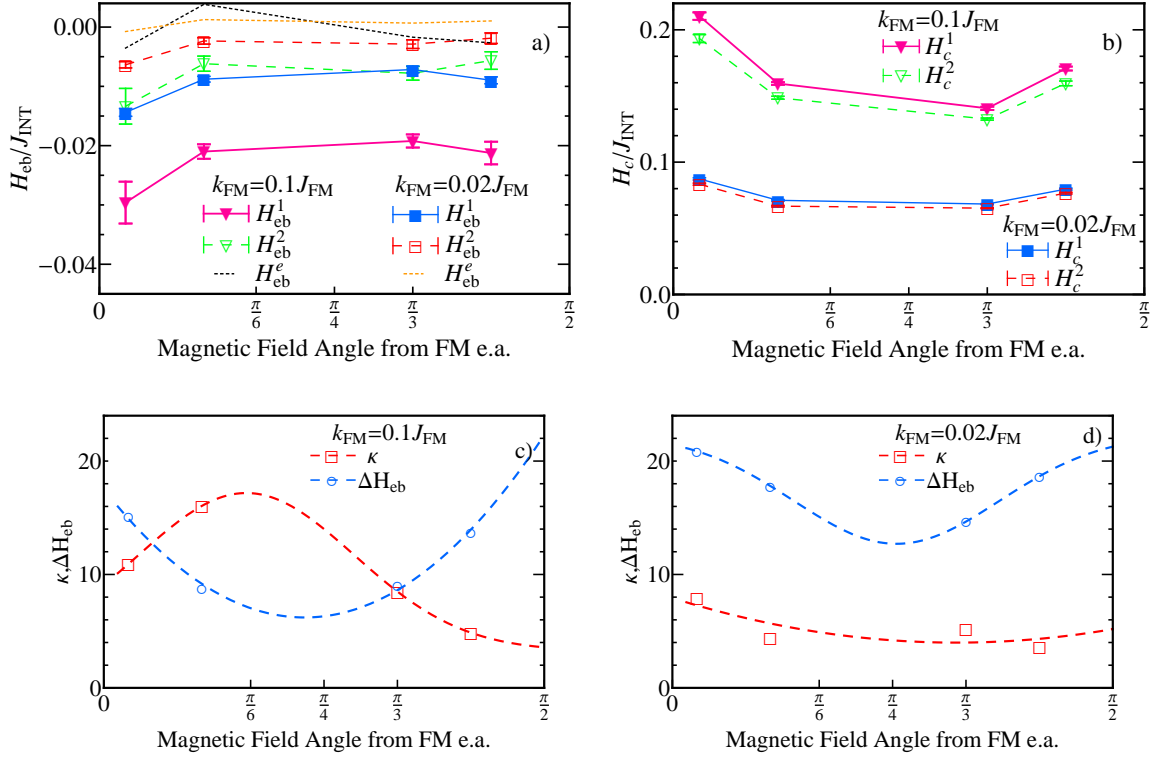 0.00
−0.02
−0.04
H_eb/J_INT
a)
k_FM=0.1J_FM
H_eb^1
H_eb^2
H_eb^e
k_FM=0.02J_FM
H_eb^1
H_eb^2
H_eb^e
0 π/6 π/4 π/3 π/2
Magnetic Field Angle from FM e.a.
0.2
0.1
0.0
H_c/J_INT
b)
k_FM=0.1J_FM
H_c^1
H_c^2
k_FM=0.02J_FM
H_c^1
H_c^2
0 π/6 π/4 π/3 π/2
Magnetic Field Angle from FM e.a.
20
10
0
κ,ΔH_eb
c)
k_FM=0.1J_FM
κ
ΔH_eb
0 π/6 π/4 π/3 π/2
Magnetic Field Angle from FM e.a.
20
10
0
κ,ΔH_eb
d)
k_FM=0.02J_FM
κ
ΔH_eb
0 π/6 π/4 π/3 π/2
Magnetic Field Angle from FM e.a.